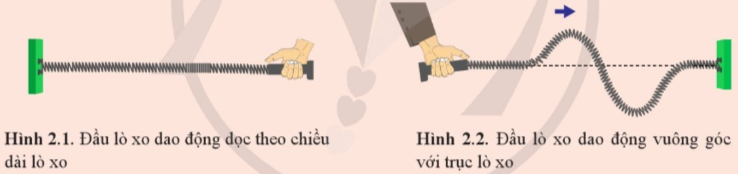 Hình 2.1. Đầu lò xo dao động dọc theo chiều
dài lò xo
Hình 2.2. Đầu lò xo dao động vuông góc
với trục lò xo